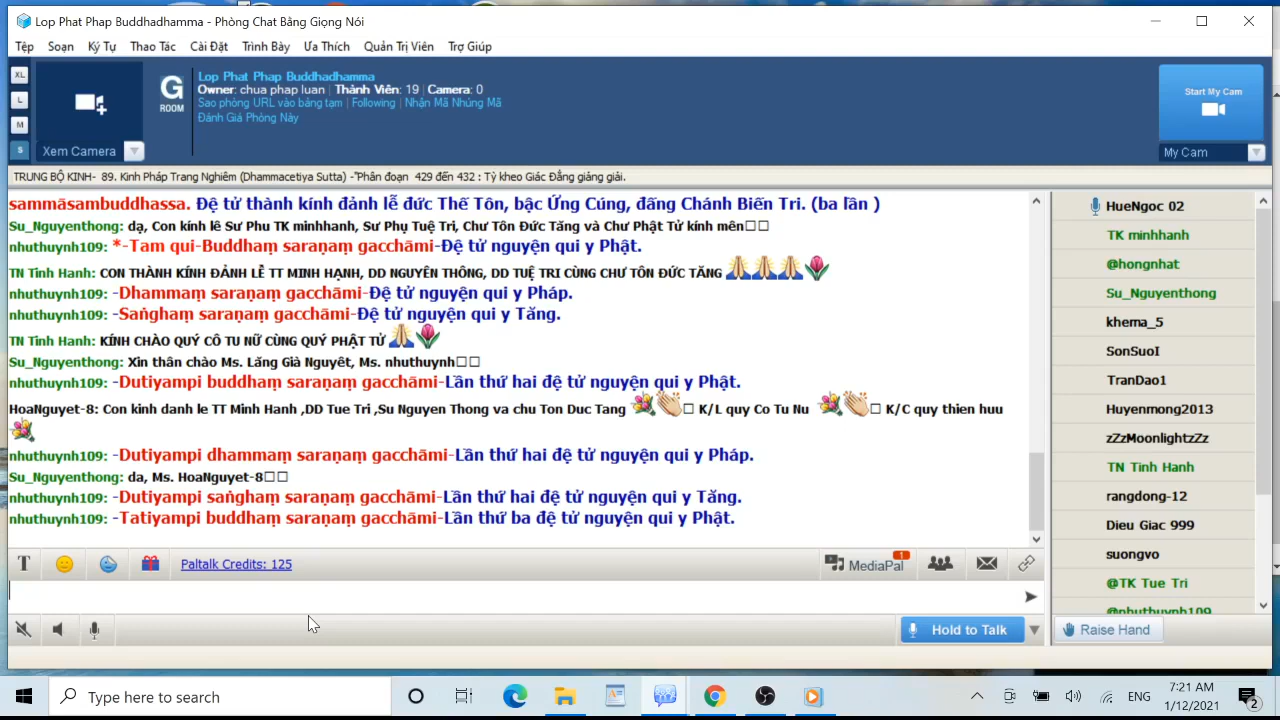 Lop Phat Phap Buddhadhamma - Phòng Chat Bằng Giọng Nói
Tệp Soạn Ký Tự Thao Tác Cài Đặt Trình Bày Ưa Thích Quản Trị Viên Trợ Giúp
XL
L
M
S
Xem Camera
G
ROOM
Lop Phat Phap Buddhadhamma
Owner: chua phap luan | Thành Viên: 19 | Camera: 0
Sao phòng URL vào bảng tạm | Following | Nhận Mã Nhúng Mã
Đánh Giá Phòng Này
Start My Cam
My Cam
TRUNG BỘ KINH- 89. Kinh Pháp Trang Nghiêm (Dhammacetiya Sutta) -"Phân đoạn 429 đến 432 : Tỳ kheo Giác Đẳng giảng giải.
sammāsambuddhassa. Đệ tử thành kính đảnh lễ đức Thế Tôn, bậc Ứng Cúng, đấng Chánh Biến Tri. (ba lần )
Su_Nguyenthong: dạ, Con kính lê Sư Phu TK minhhanh, Sư Phụ Tuệ Tri, Chư Tôn Đức Tăng và Chư Phật Tử kính mên
nhuthuynh109: *-Tam qui-Buddhaṃ saraṇaṃ gacchāmi-Đệ tử nguyện qui y Phật.
TN Tinh Hanh: CON THÀNH KÍNH ĐẢNH LỄ TT MINH HẠNH, DD NGUYÊN THÔNG, DD TUỆ TRI CÙNG CHƯ TÔN ĐỨC TĂNG
nhuthuynh109: -Dhammaṃ saraṇaṃ gacchāmi-Đệ tử nguyện qui y Pháp.
nhuthuynh109: -Saṅghaṃ saraṇaṃ gacchāmi-Đệ tử nguyện qui y Tăng.
TN Tinh Hanh: KÍNH CHÀO QUÝ CÔ TU NỮ CÙNG QUÝ PHẬT TỬ
Su_Nguyenthong: Xin thân chào Ms. Lăng Già Nguyêt, Ms. nhuthuynh
nhuthuynh109: -Dutiyampi buddhaṃ saraṇaṃ gacchāmi-Lần thứ hai đệ tử nguyện qui y Phật.
HoaNguyet-8: Con kinh danh le TT Minh Hanh ,DD Tue Tri ,Su Nguyen Thong va chu Ton Duc Tang K/L quy Co Tu Nu K/C quy thien huu
nhuthuynh109: -Dutiyampi dhammaṃ saraṇaṃ gacchāmi-Lần thứ hai đệ tử nguyện qui y Pháp.
Su_Nguyenthong: da, Ms. HoaNguyet-8
nhuthuynh109: -Dutiyampi saṅghaṃ saraṇaṃ gacchāmi-Lần thứ hai đệ tử nguyện qui y Tăng.
nhuthuynh109: -Tatiyampi buddhaṃ saraṇaṃ gacchāmi-Lần thứ ba đệ tử nguyện qui y Phật.
HueNgoc 02
TK minhhanh
@hongnhat
Su_Nguyenthong
khema_5
SonSuoI
TranDao1
Huyenmong2013
zZzMoonlightzZz
TN Tinh Hanh
rangdong-12
Dieu Giac 999
suongvo
@TK Tue Tri
@nhuthuynh109
T
Paltalk Credits: 125
MediaPal 1
Hold to Talk
Raise Hand
Type here to search
ENG
7:21 AM
1/12/2021
2